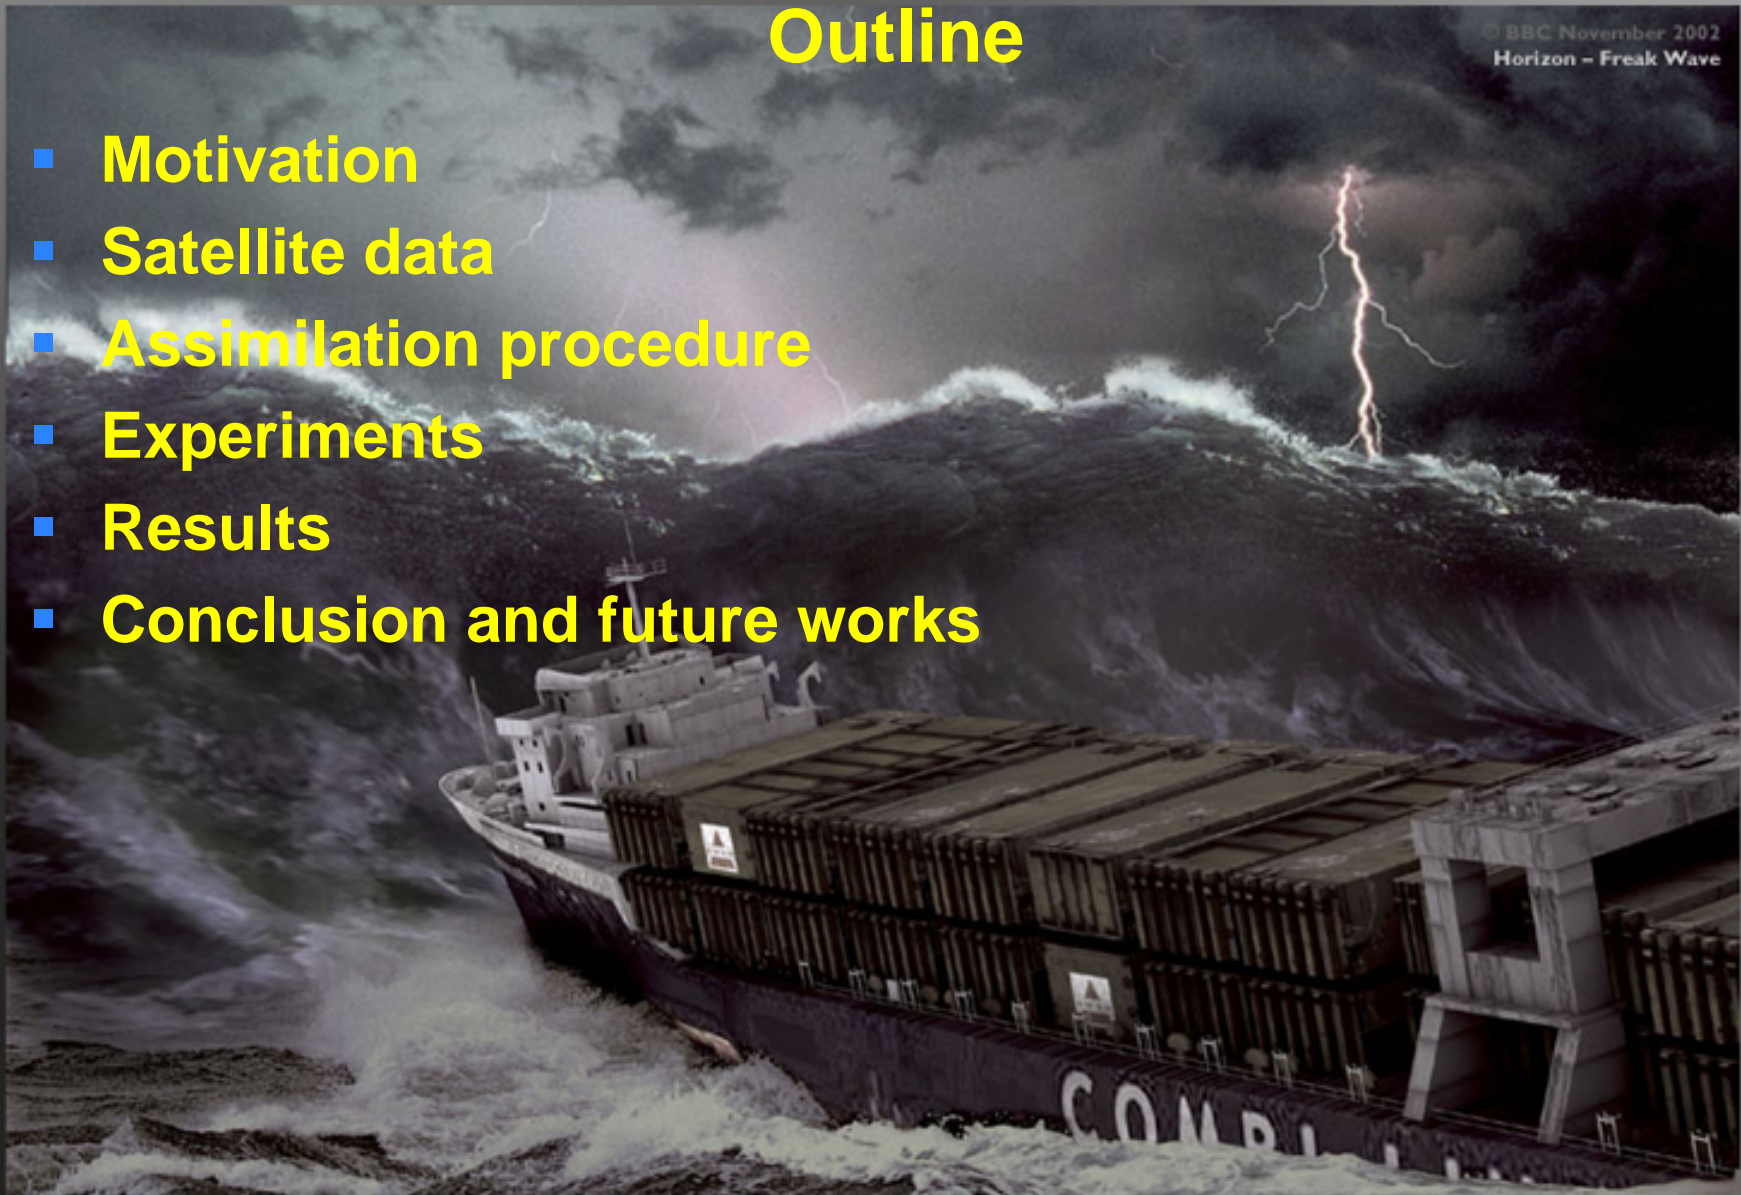 Outline
© BBC November 2002
Horizon – Freak Wave
Motivation
Satellite data
Assimilation procedure
Experiments
Results
Conclusion and future works